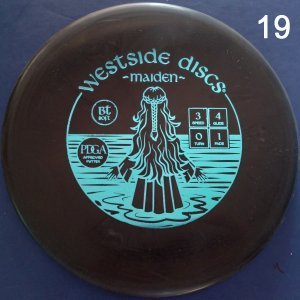 19
westside discs
-maiden-
Bt
SOFT
3 4
SPEED GLIDE
0 1
TURN FADE
PDGA
APPROVED
PUTTER